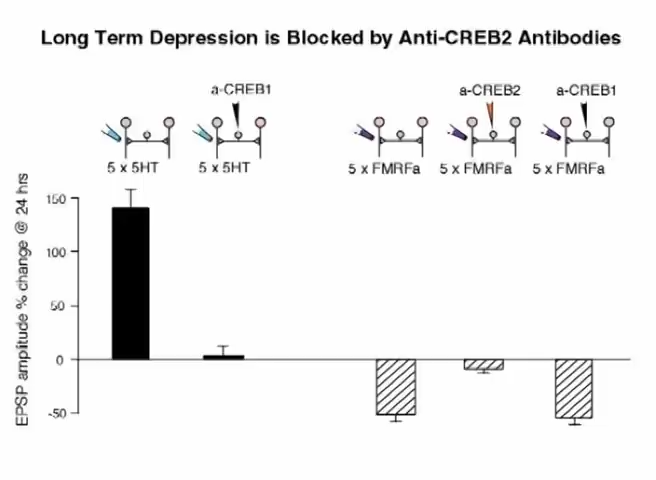 Long Term Depression is Blocked by Anti-CREB2 Antibodies
a-CREB1
a-CREB2
a-CREB1
5 x 5HT
5 x 5HT
5 x FMRFa
5 x FMRFa
5 x FMRFa
EPSP amplitude % change @ 24 hrs
150
100
50
0
-50